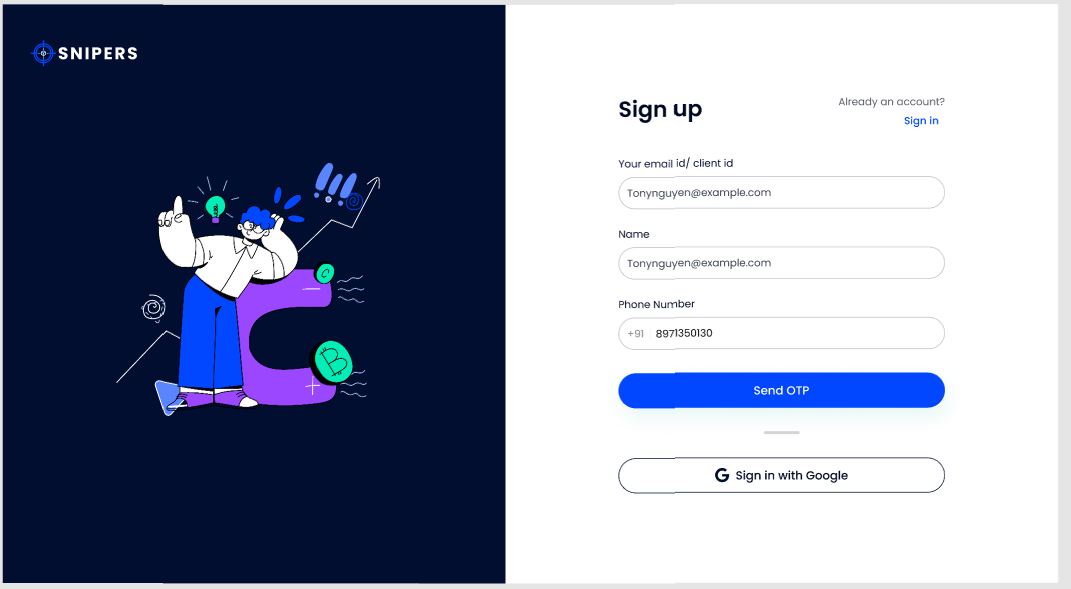 SNIPERS
Sign up
Already an account?
Sign in
Your email id/ client id
Tonynguyen@example.com
Name
Tonynguyen@example.com
Phone Number
+91 8971350130
Send OTP
G Sign in with Google